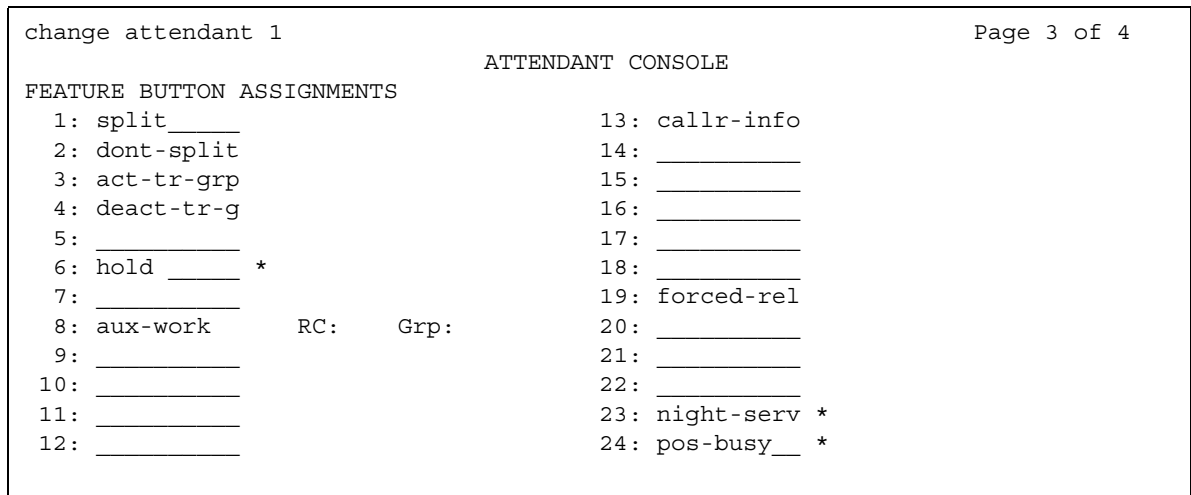 change attendant 1 Page 3 of 4
ATTENDANT CONSOLE
FEATURE BUTTON ASSIGNMENTS
1: split_____ 13: callr-info
2: dont-split 14: __________
3: act-tr-grp 15: __________
4: deact-tr-g 16: __________
5: __________ 17: __________
6: hold _____ * 18: __________
7: __________ 19: forced-rel
8: aux-work RC: Grp: 20: __________
9: __________ 21: __________
10: __________ 22: __________
11: __________ 23: night-serv *
12: __________ 24: pos-busy__ *